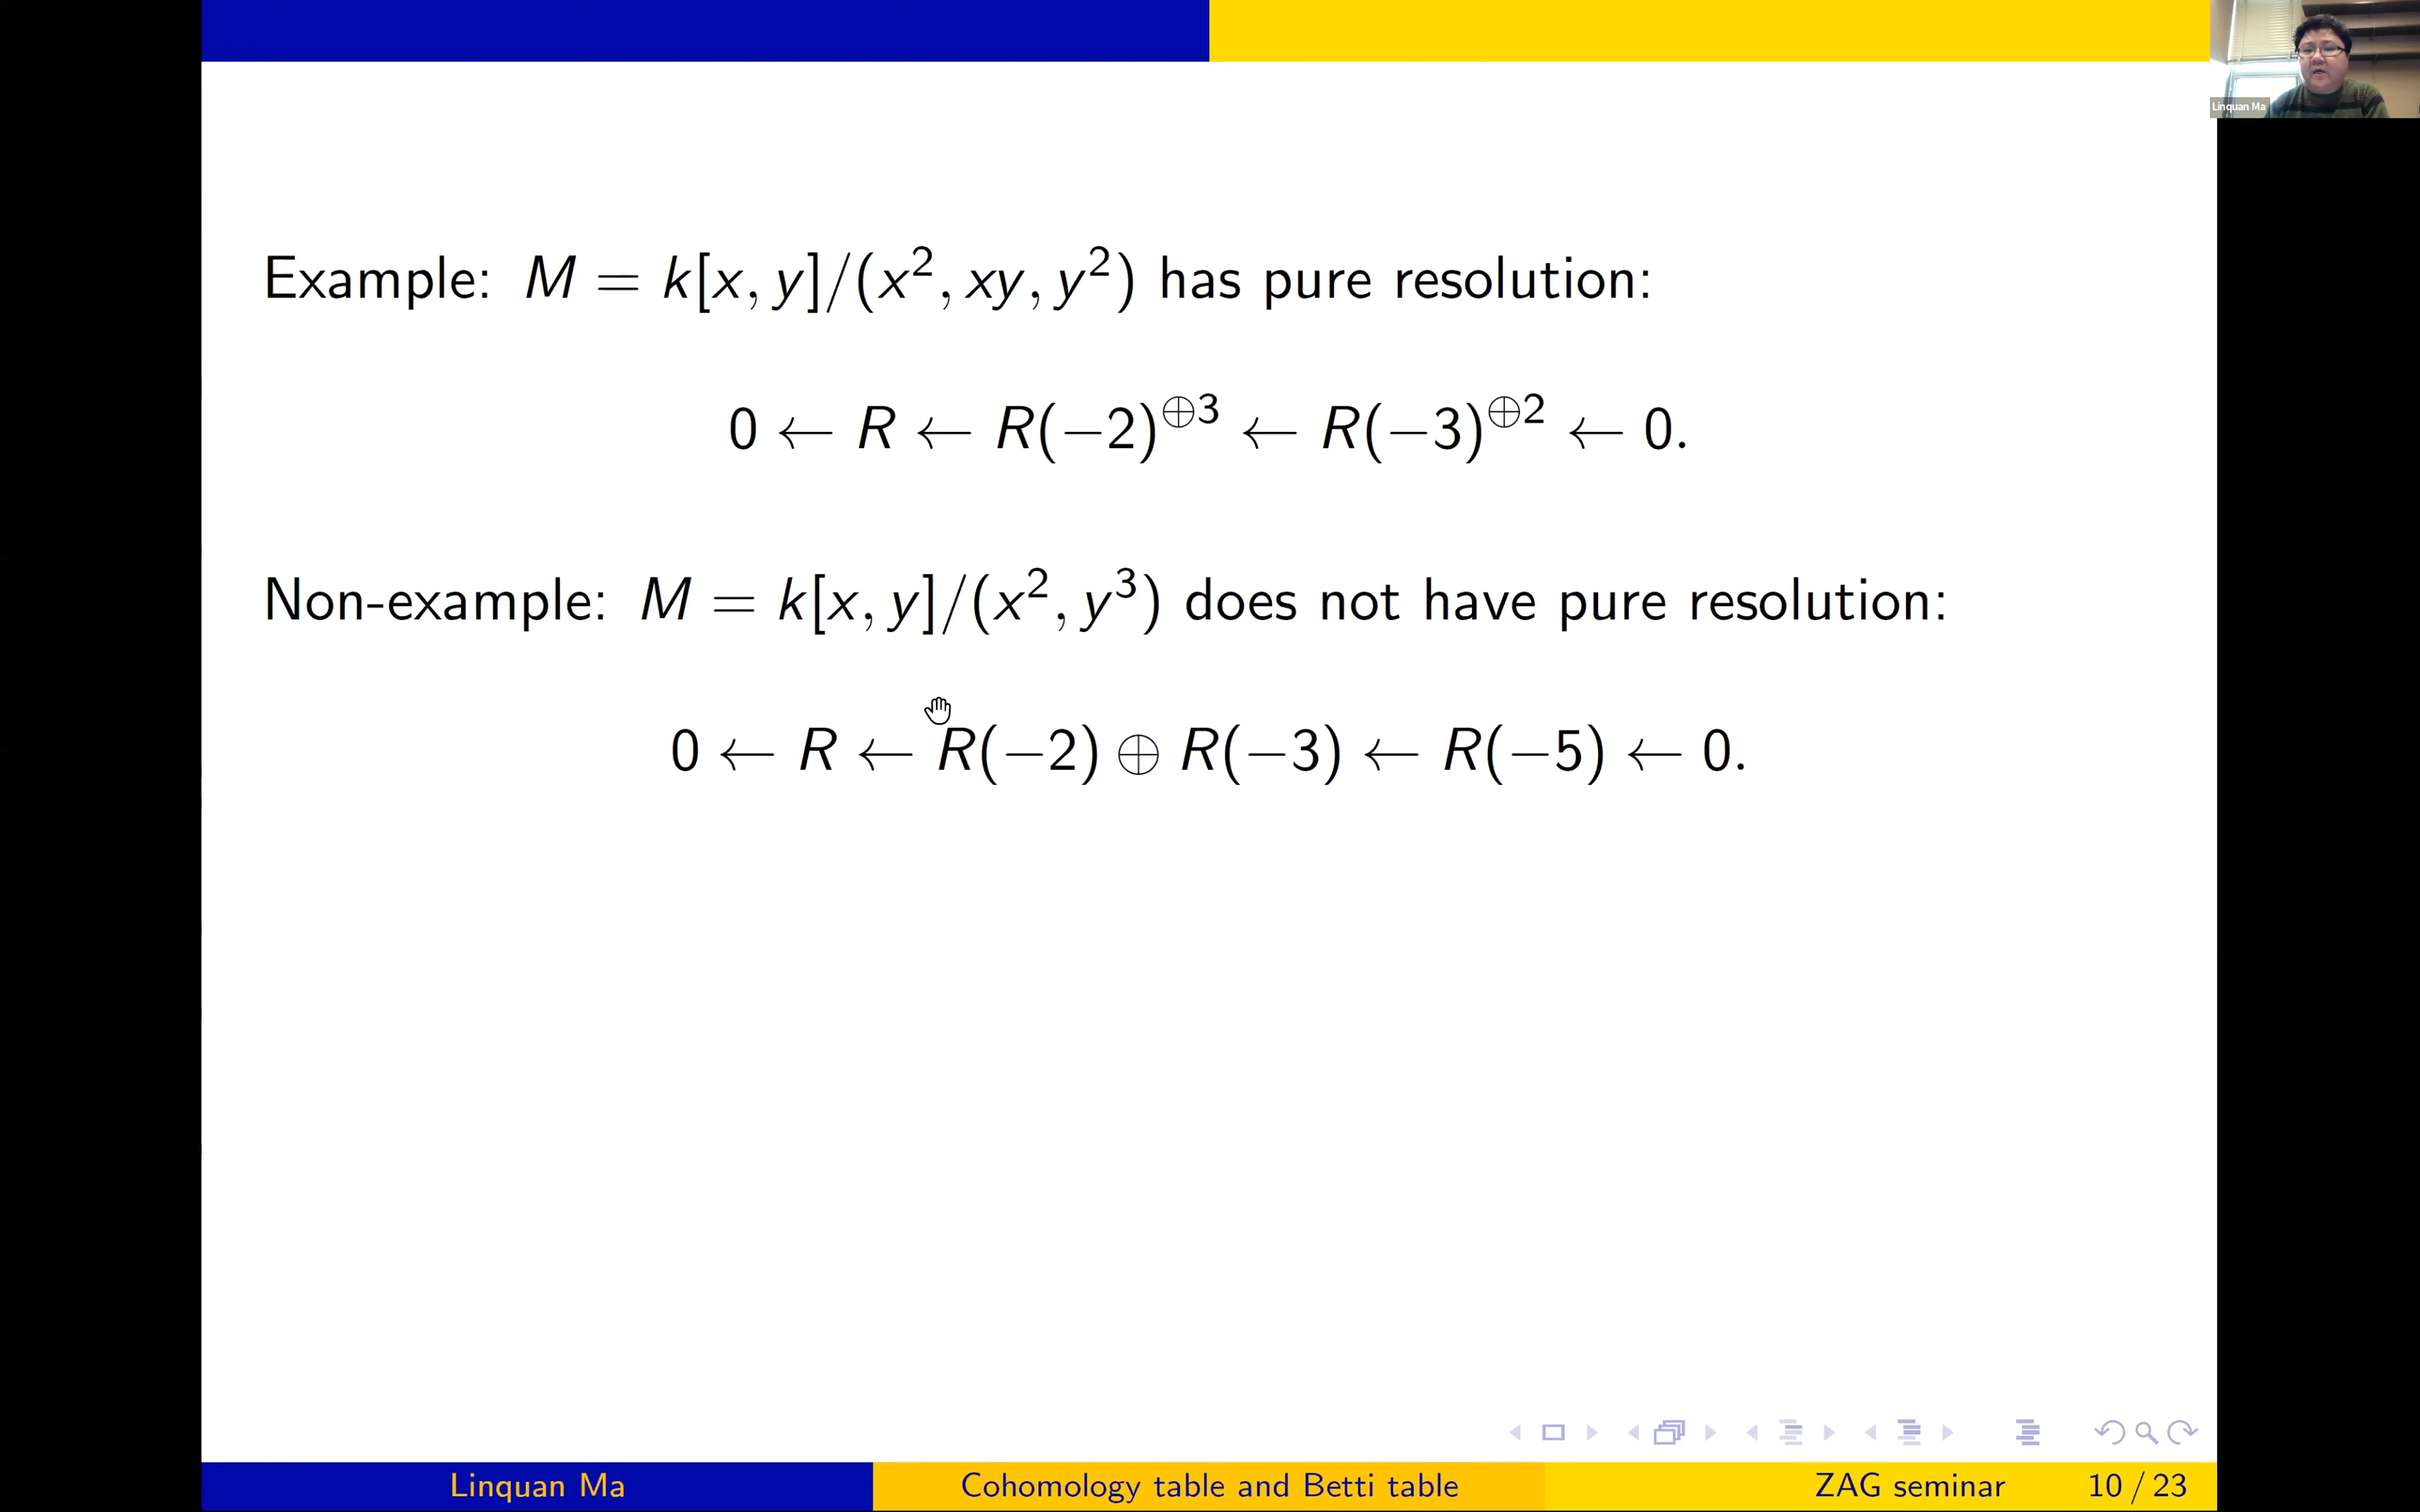 Linquan Ma
Example: M = k[x, y]/(x², xy, y²) has pure resolution:
0 ← R ← R(−2)^{⊕3} ← R(−3)^{⊕2} ← 0.
Non-example: M = k[x, y]/(x², y³) does not have pure resolution:
0 ← R ← R(−2) ⊕ R(−3) ← R(−5) ← 0.
Linquan Ma Cohomology table and Betti table ZAG seminar 10 / 23